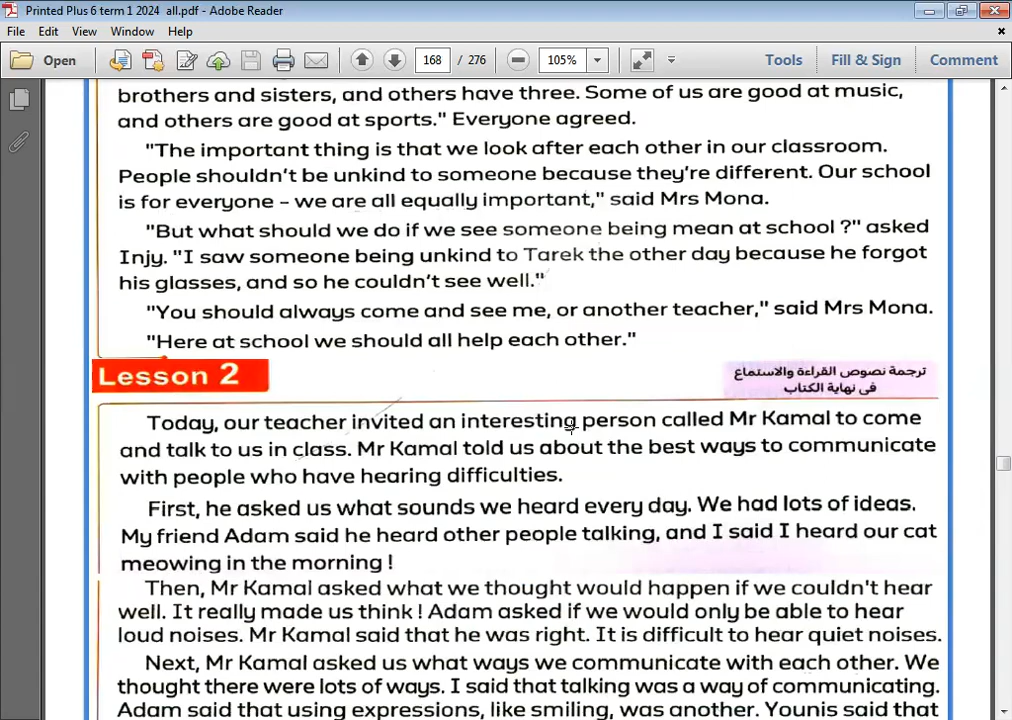 Printed Plus 6 term 1 2024 all.pdf - Adobe Reader
File Edit View Window Help
Open 168 / 276 105% Tools Fill & Sign Comment
brothers and sisters, and others have three. Some of us are good at music,
and others are good at sports." Everyone agreed.
"The important thing is that we look after each other in our classroom.
People shouldn't be unkind to someone because they're different. Our school
is for everyone – we are all equally important," said Mrs Mona.
"But what should we do if we see someone being mean at school ?" asked
Injy. "I saw someone being unkind to Tarek the other day because he forgot
his glasses, and so he couldn't see well."
"You should always come and see me, or another teacher," said Mrs Mona.
"Here at school we should all help each other."
Lesson 2
ترجمة نصوص القراءة والاستماع
فى نهاية الكتاب
Today, our teacher invited an interesting person called Mr Kamal to come
and talk to us in class. Mr Kamal told us about the best ways to communicate
with people who have hearing difficulties.
First, he asked us what sounds we heard every day. We had lots of ideas.
My friend Adam said he heard other people talking, and I said I heard our cat
meowing in the morning !
Then, Mr Kamal asked what we thought would happen if we couldn't hear
well. It really made us think ! Adam asked if we would only be able to hear
loud noises. Mr Kamal said that he was right. It is difficult to hear quiet noises.
Next, Mr Kamal asked us what ways we communicate with each other. We
thought there were lots of ways. I said that talking was a way of communicating.
Adam said that using expressions, like smiling, was another. Younis said that